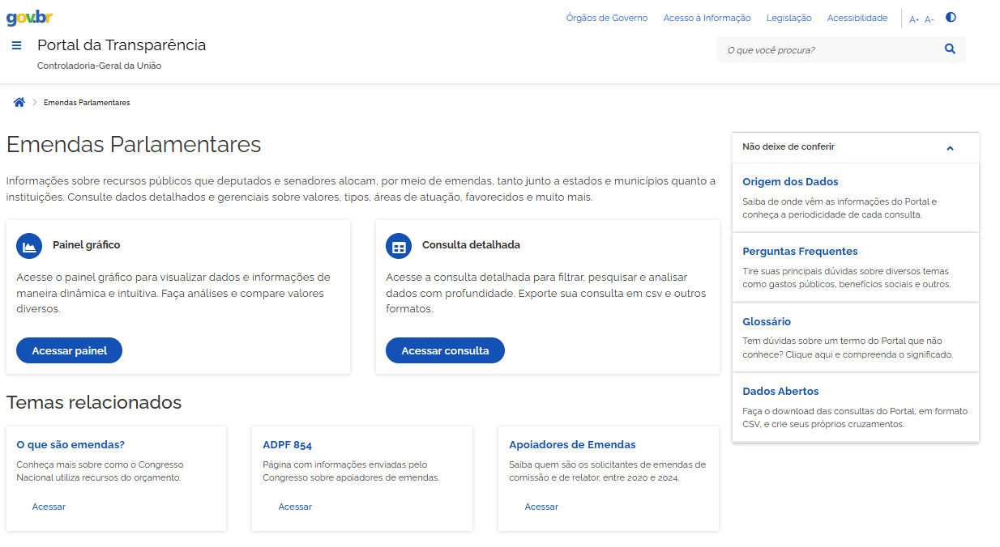 gov.br
Órgãos de Governo Acesso à Informação Legislação Acessibilidade A+ A-
Portal da Transparência
Controladoria-Geral da União
O que você procura?
Emendas Parlamentares
Emendas Parlamentares
Informações sobre recursos públicos que deputados e senadores alocam, por meio de emendas, tanto junto a estados e municípios quanto a
instituições. Consulte dados detalhados e gerenciais sobre valores, tipos, áreas de atuação, favorecidos e muito mais.
Painel gráfico
Acesse o painel gráfico para visualizar dados e informações de
maneira dinâmica e intuitiva. Faça análises e compare valores
diversos.
Acessar painel
Consulta detalhada
Acesse a consulta detalhada para filtrar, pesquisar e analisar
dados com profundidade. Exporte sua consulta em csv e outros
formatos.
Acessar consulta
Temas relacionados
O que são emendas?
Conheça mais sobre como o Congresso
Nacional utiliza recursos do orçamento.
Acessar
ADPF 854
Página com informações enviadas pelo
Congresso sobre apoiadores de emendas.
Acessar
Apoiadores de Emendas
Saiba quem são os solicitantes de emendas de
comissão e de relator, entre 2020 e 2024.
Acessar
Não deixe de conferir
Origem dos Dados
Saiba de onde vêm as informações do Portal e
conheça a periodicidade de cada consulta.
Perguntas Frequentes
Tire suas principais dúvidas sobre diversos temas
como gastos públicos, benefícios sociais e outros.
Glossário
Tem dúvidas sobre um termo do Portal que não
conhece? Clique aqui e compreenda o significado.
Dados Abertos
Faça o download das consultas do Portal, em formato
CSV, e crie seus próprios cruzamentos.